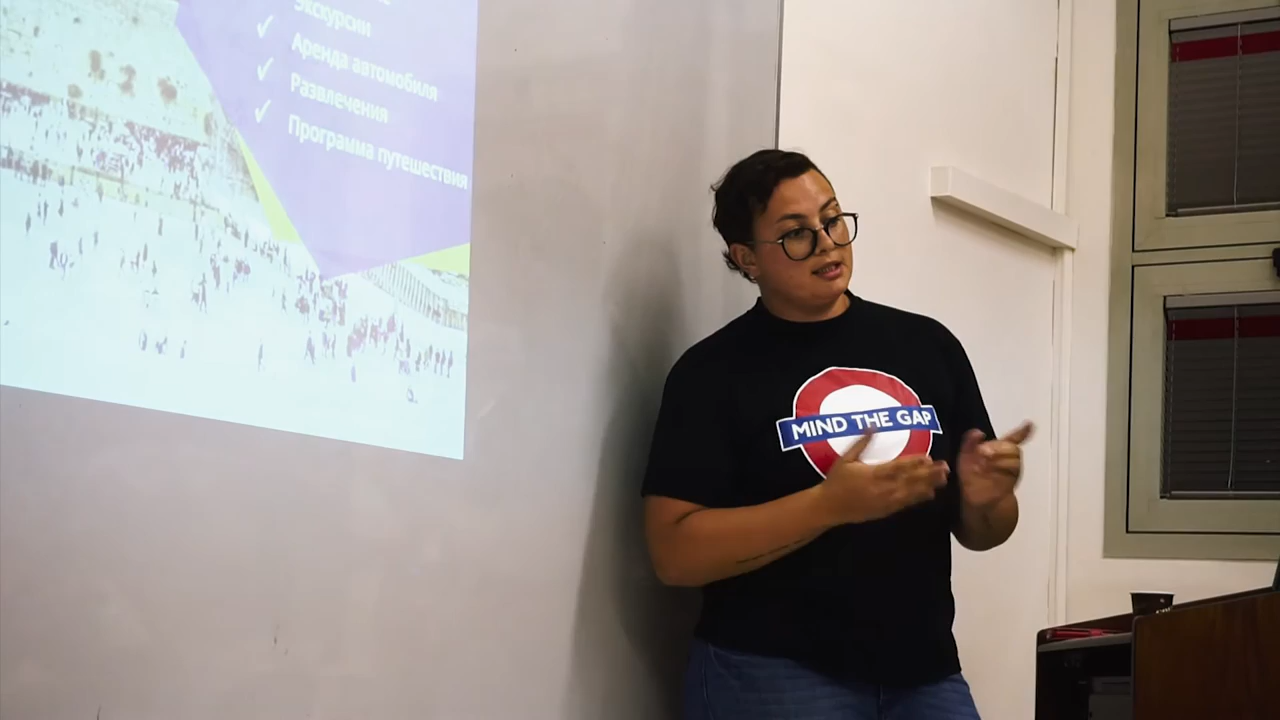 Экскурсии
✓ Аренда автомобиля
✓ Развлечения
✓ Программа путешествия
MIND THE GAP